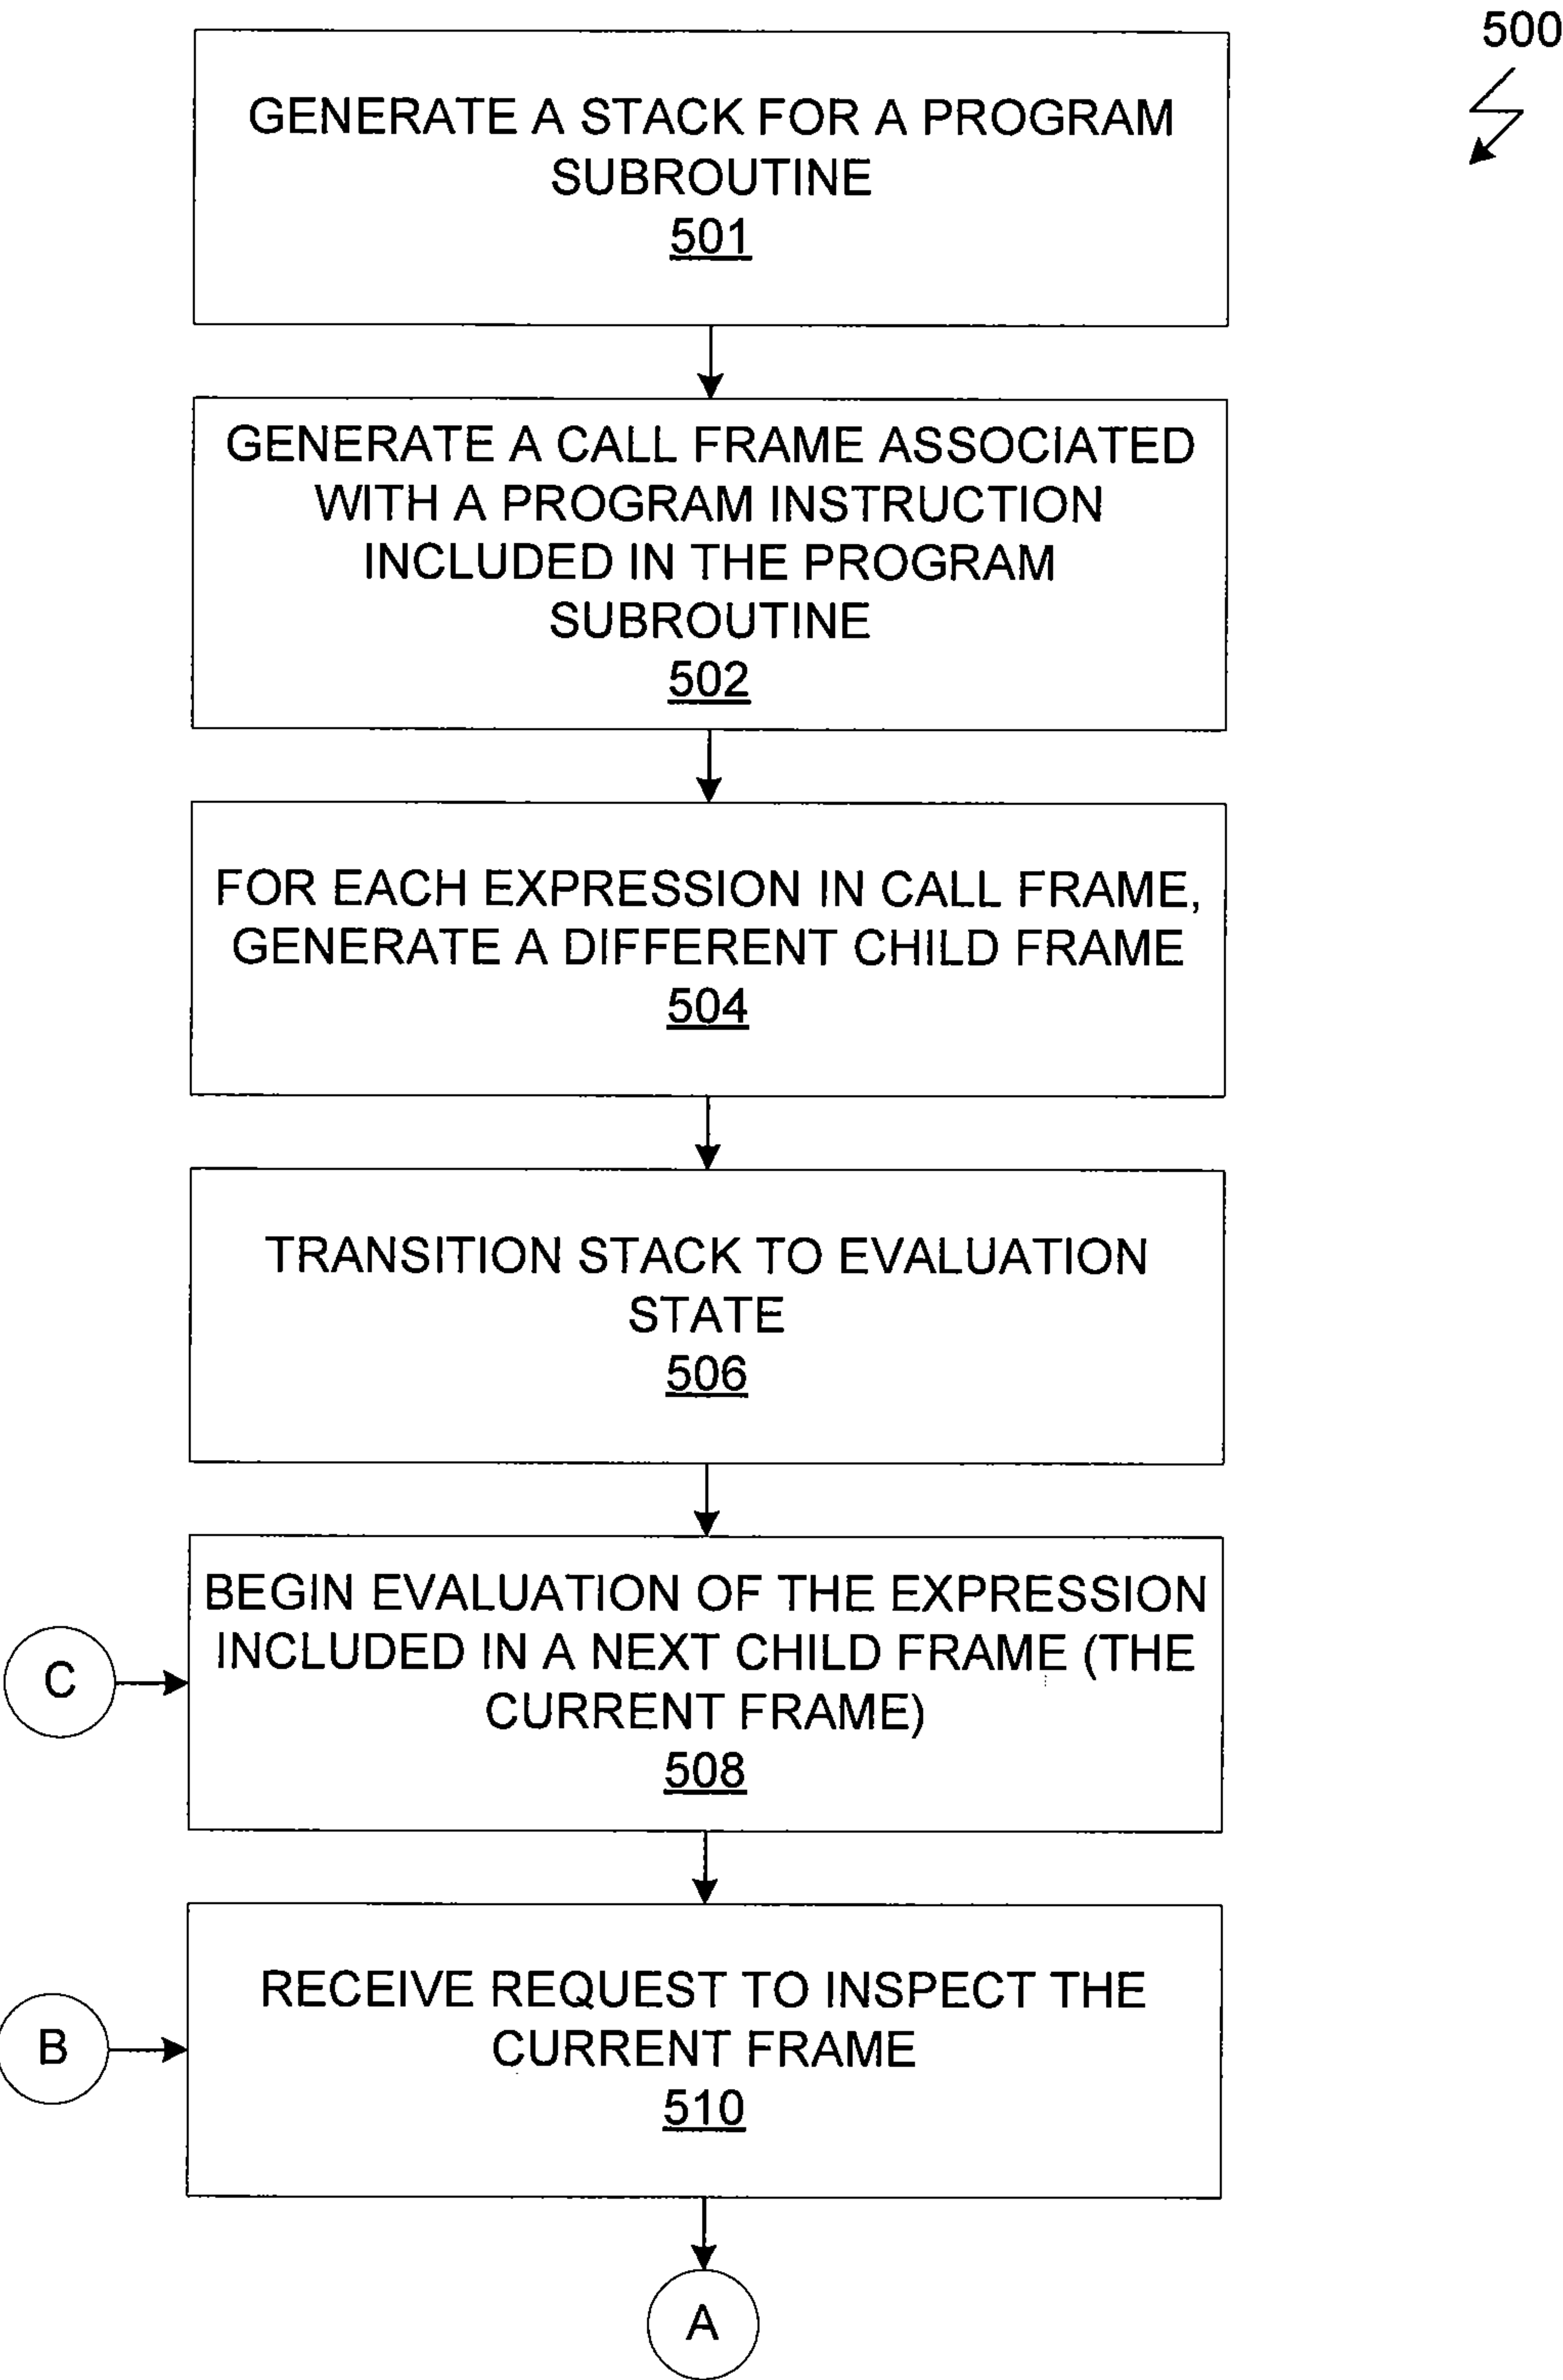 500
GENERATE A STACK FOR A PROGRAM
SUBROUTINE
501
GENERATE A CALL FRAME ASSOCIATED
WITH A PROGRAM INSTRUCTION
INCLUDED IN THE PROGRAM
SUBROUTINE
502
FOR EACH EXPRESSION IN CALL FRAME,
GENERATE A DIFFERENT CHILD FRAME
504
TRANSITION STACK TO EVALUATION
STATE
506
BEGIN EVALUATION OF THE EXPRESSION
INCLUDED IN A NEXT CHILD FRAME (THE
CURRENT FRAME)
508
C
RECEIVE REQUEST TO INSPECT THE
CURRENT FRAME
510
B
A